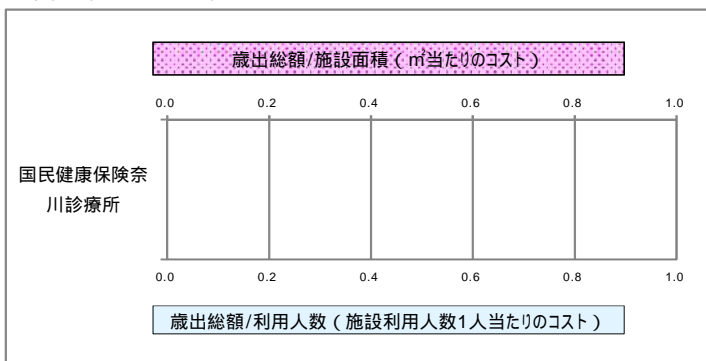 歳出総額/施設面積(㎡当たりのコスト)
0.0 0.2 0.4 0.6 0.8 1.0
国民健康保険奈
川診療所
0.0 0.2 0.4 0.6 0.8 1.0
歳出総額/利用人数(施設利用人数1人当たりのコスト)